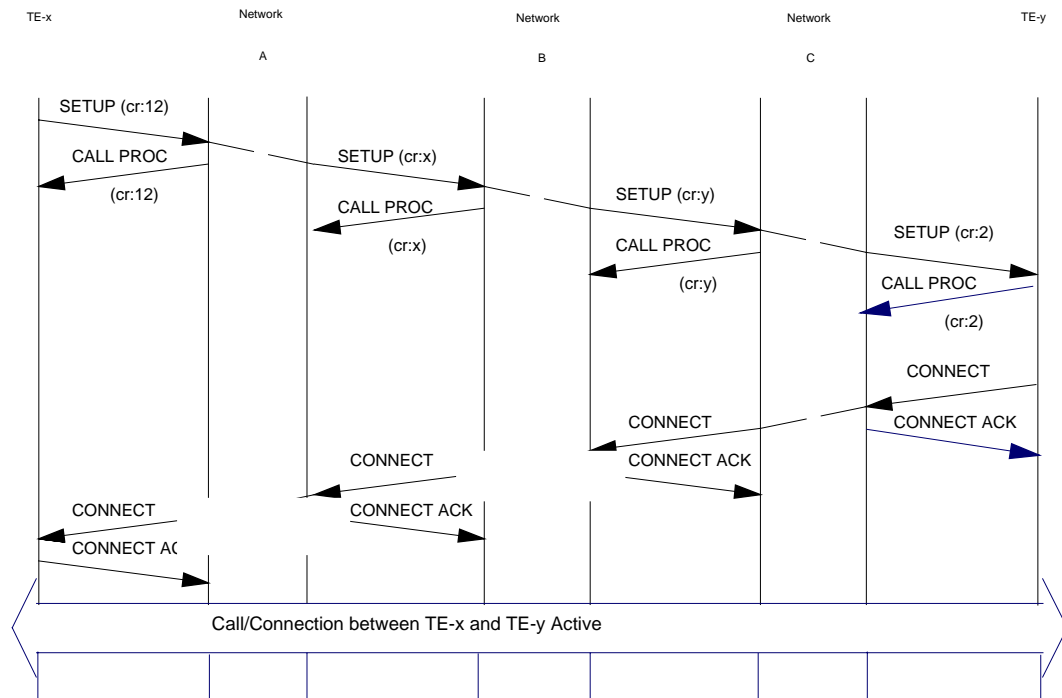 TE-x
Network
A
Network
B
Network
C
TE-y
SETUP (cr:12)
CALL PROC
(cr:12)
SETUP (cr:x)
CALL PROC
(cr:x)
SETUP (cr:y)
CALL PROC
(cr:y)
SETUP (cr:2)
CALL PROC
(cr:2)
CONNECT
CONNECT ACK
CONNECT
CONNECT ACK
CONNECT
CONNECT ACK
CONNECT
CONNECT AC
Call/Connection between TE-x and TE-y Active